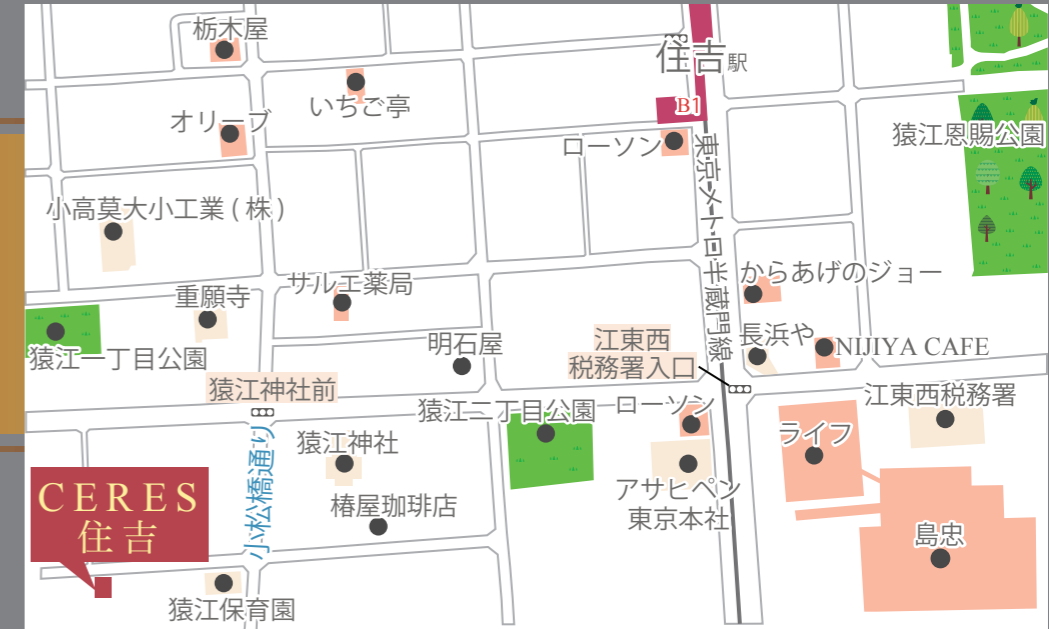 栃木屋
住吉駅
いちご亭
B1
オリーブ
ローソン
猿江恩賜公園
東京メトロ半蔵門線
小高莫大小工業(株)
からあげのジョー
サルエ薬局
重願寺
江東西
税務署入口
長浜や
NIJIYA CAFE
明石屋
猿江一丁目公園
猿江神社前
江東西税務署
猿江二丁目公園
ローソン
小松橋通り
猿江神社
ライフ
CERES
住吉
アサヒペン
東京本社
椿屋珈琲店
島忠
猿江保育園